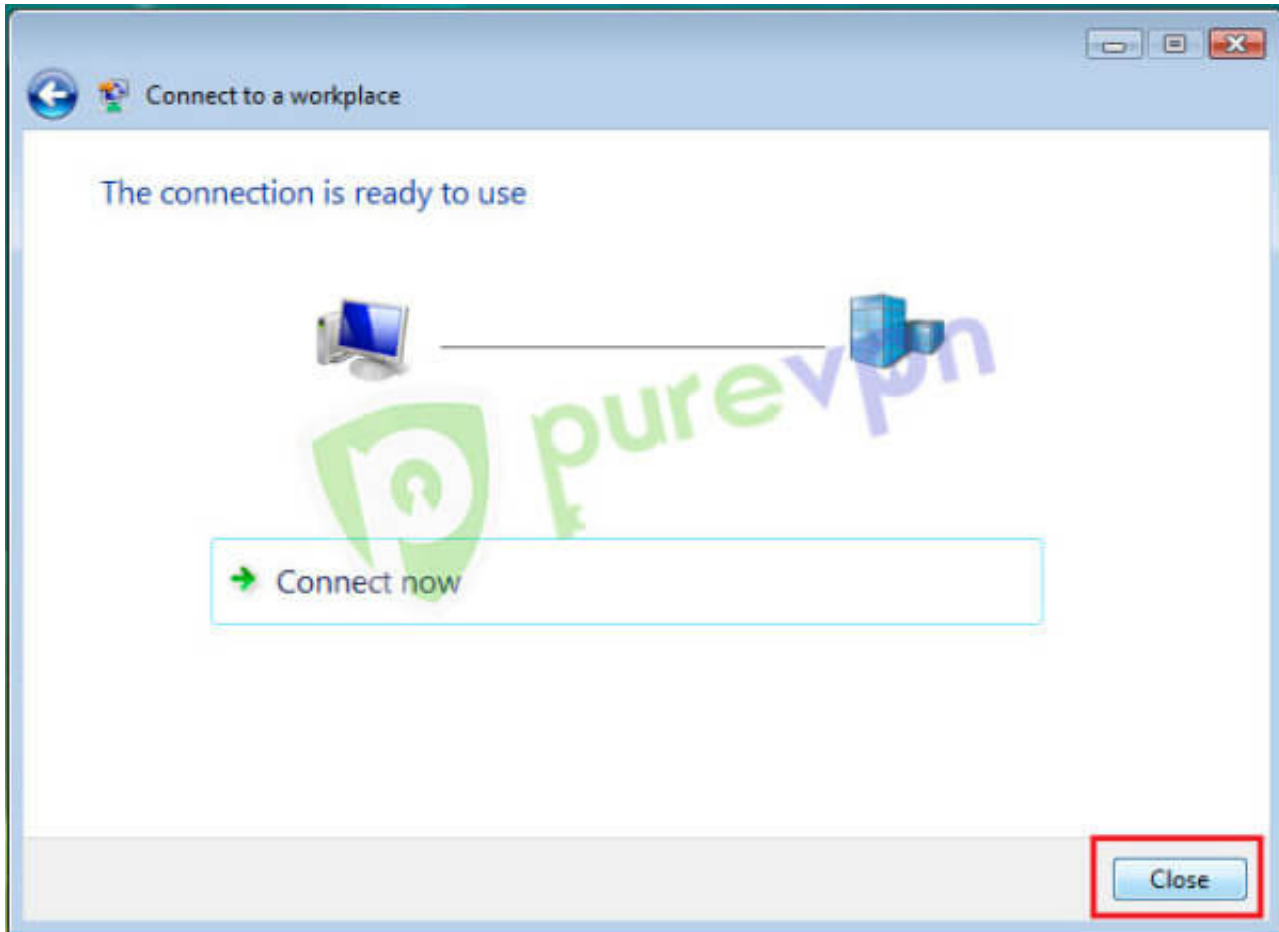 Connect to a workplace
The connection is ready to use
purevpn
Connect now
Close